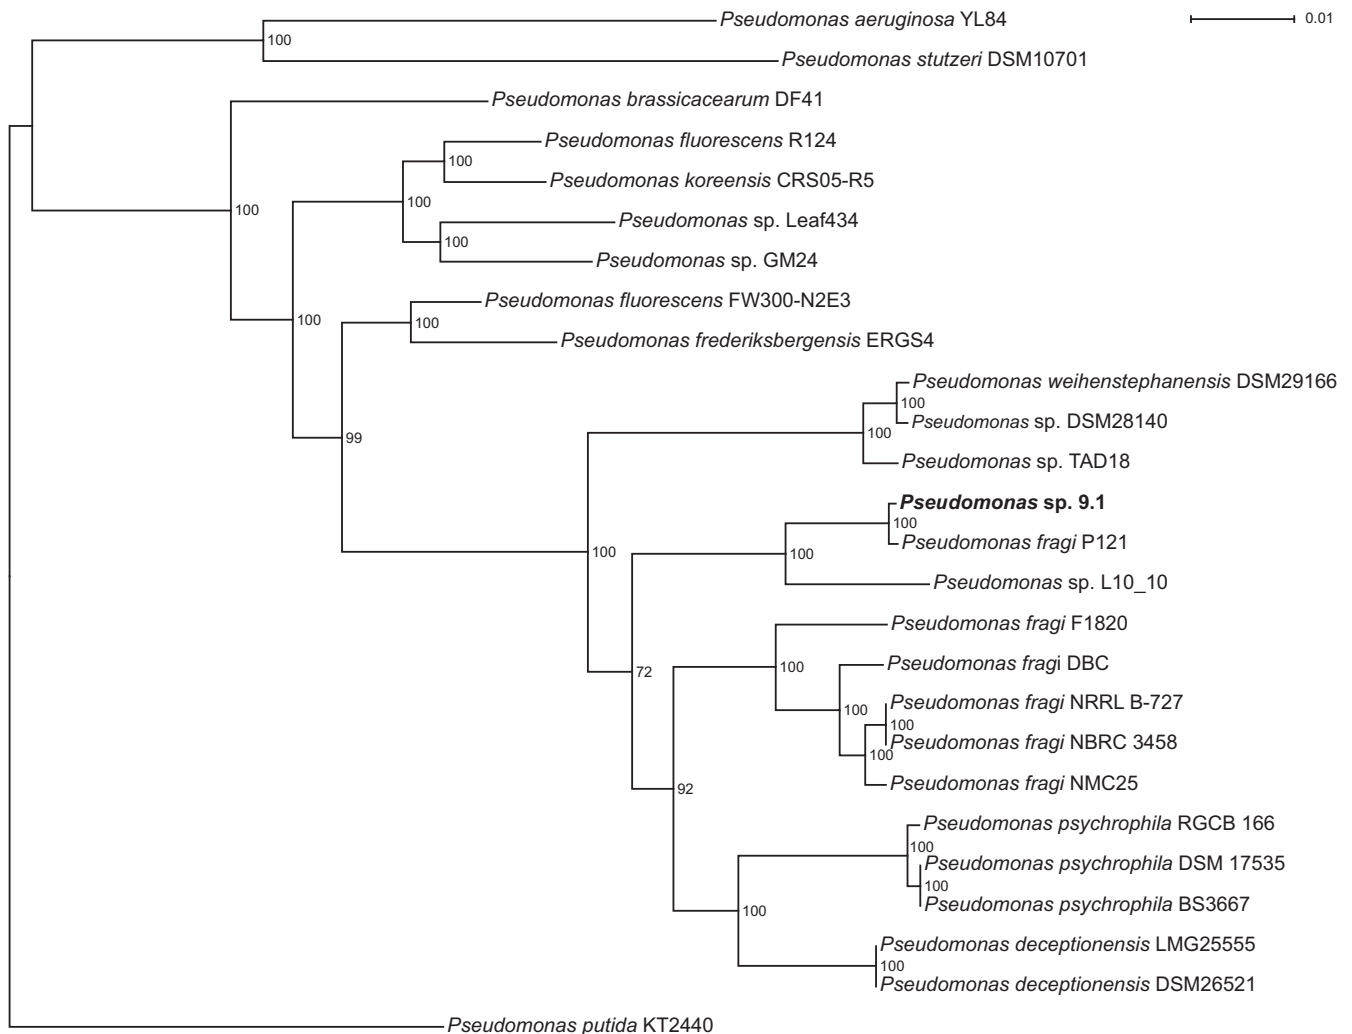 Pseudomonas aeruginosa YL84
0.01
100
Pseudomonas stutzeri DSM10701
Pseudomonas brassicacearum DF41
Pseudomonas fluorescens R124
100
Pseudomonas koreensis CRS05-R5
100
100
Pseudomonas sp. Leaf434
100
Pseudomonas sp. GM24
Pseudomonas fluorescens FW300-N2E3
100
100
Pseudomonas frederiksbergensis ERGS4
Pseudomonas weihenstephanensis DSM29166
100
Pseudomonas sp. DSM28140
100
99
Pseudomonas sp. TAD18
Pseudomonas sp. 9.1
100
Pseudomonas fragi P121
100
100
Pseudomonas sp. L10_10
Pseudomonas fragi F1820
Pseudomonas fragi DBC
100
72
Pseudomonas fragi NRRL B-727
100
100
Pseudomonas fragi NBRC 3458
100
Pseudomonas fragi NMC25
92
Pseudomonas psychrophila RGCB 166
100
Pseudomonas psychrophila DSM 17535
100
Pseudomonas psychrophila BS3667
100
Pseudomonas deceptionensis LMG25555
100
Pseudomonas deceptionensis DSM26521
Pseudomonas putida KT2440